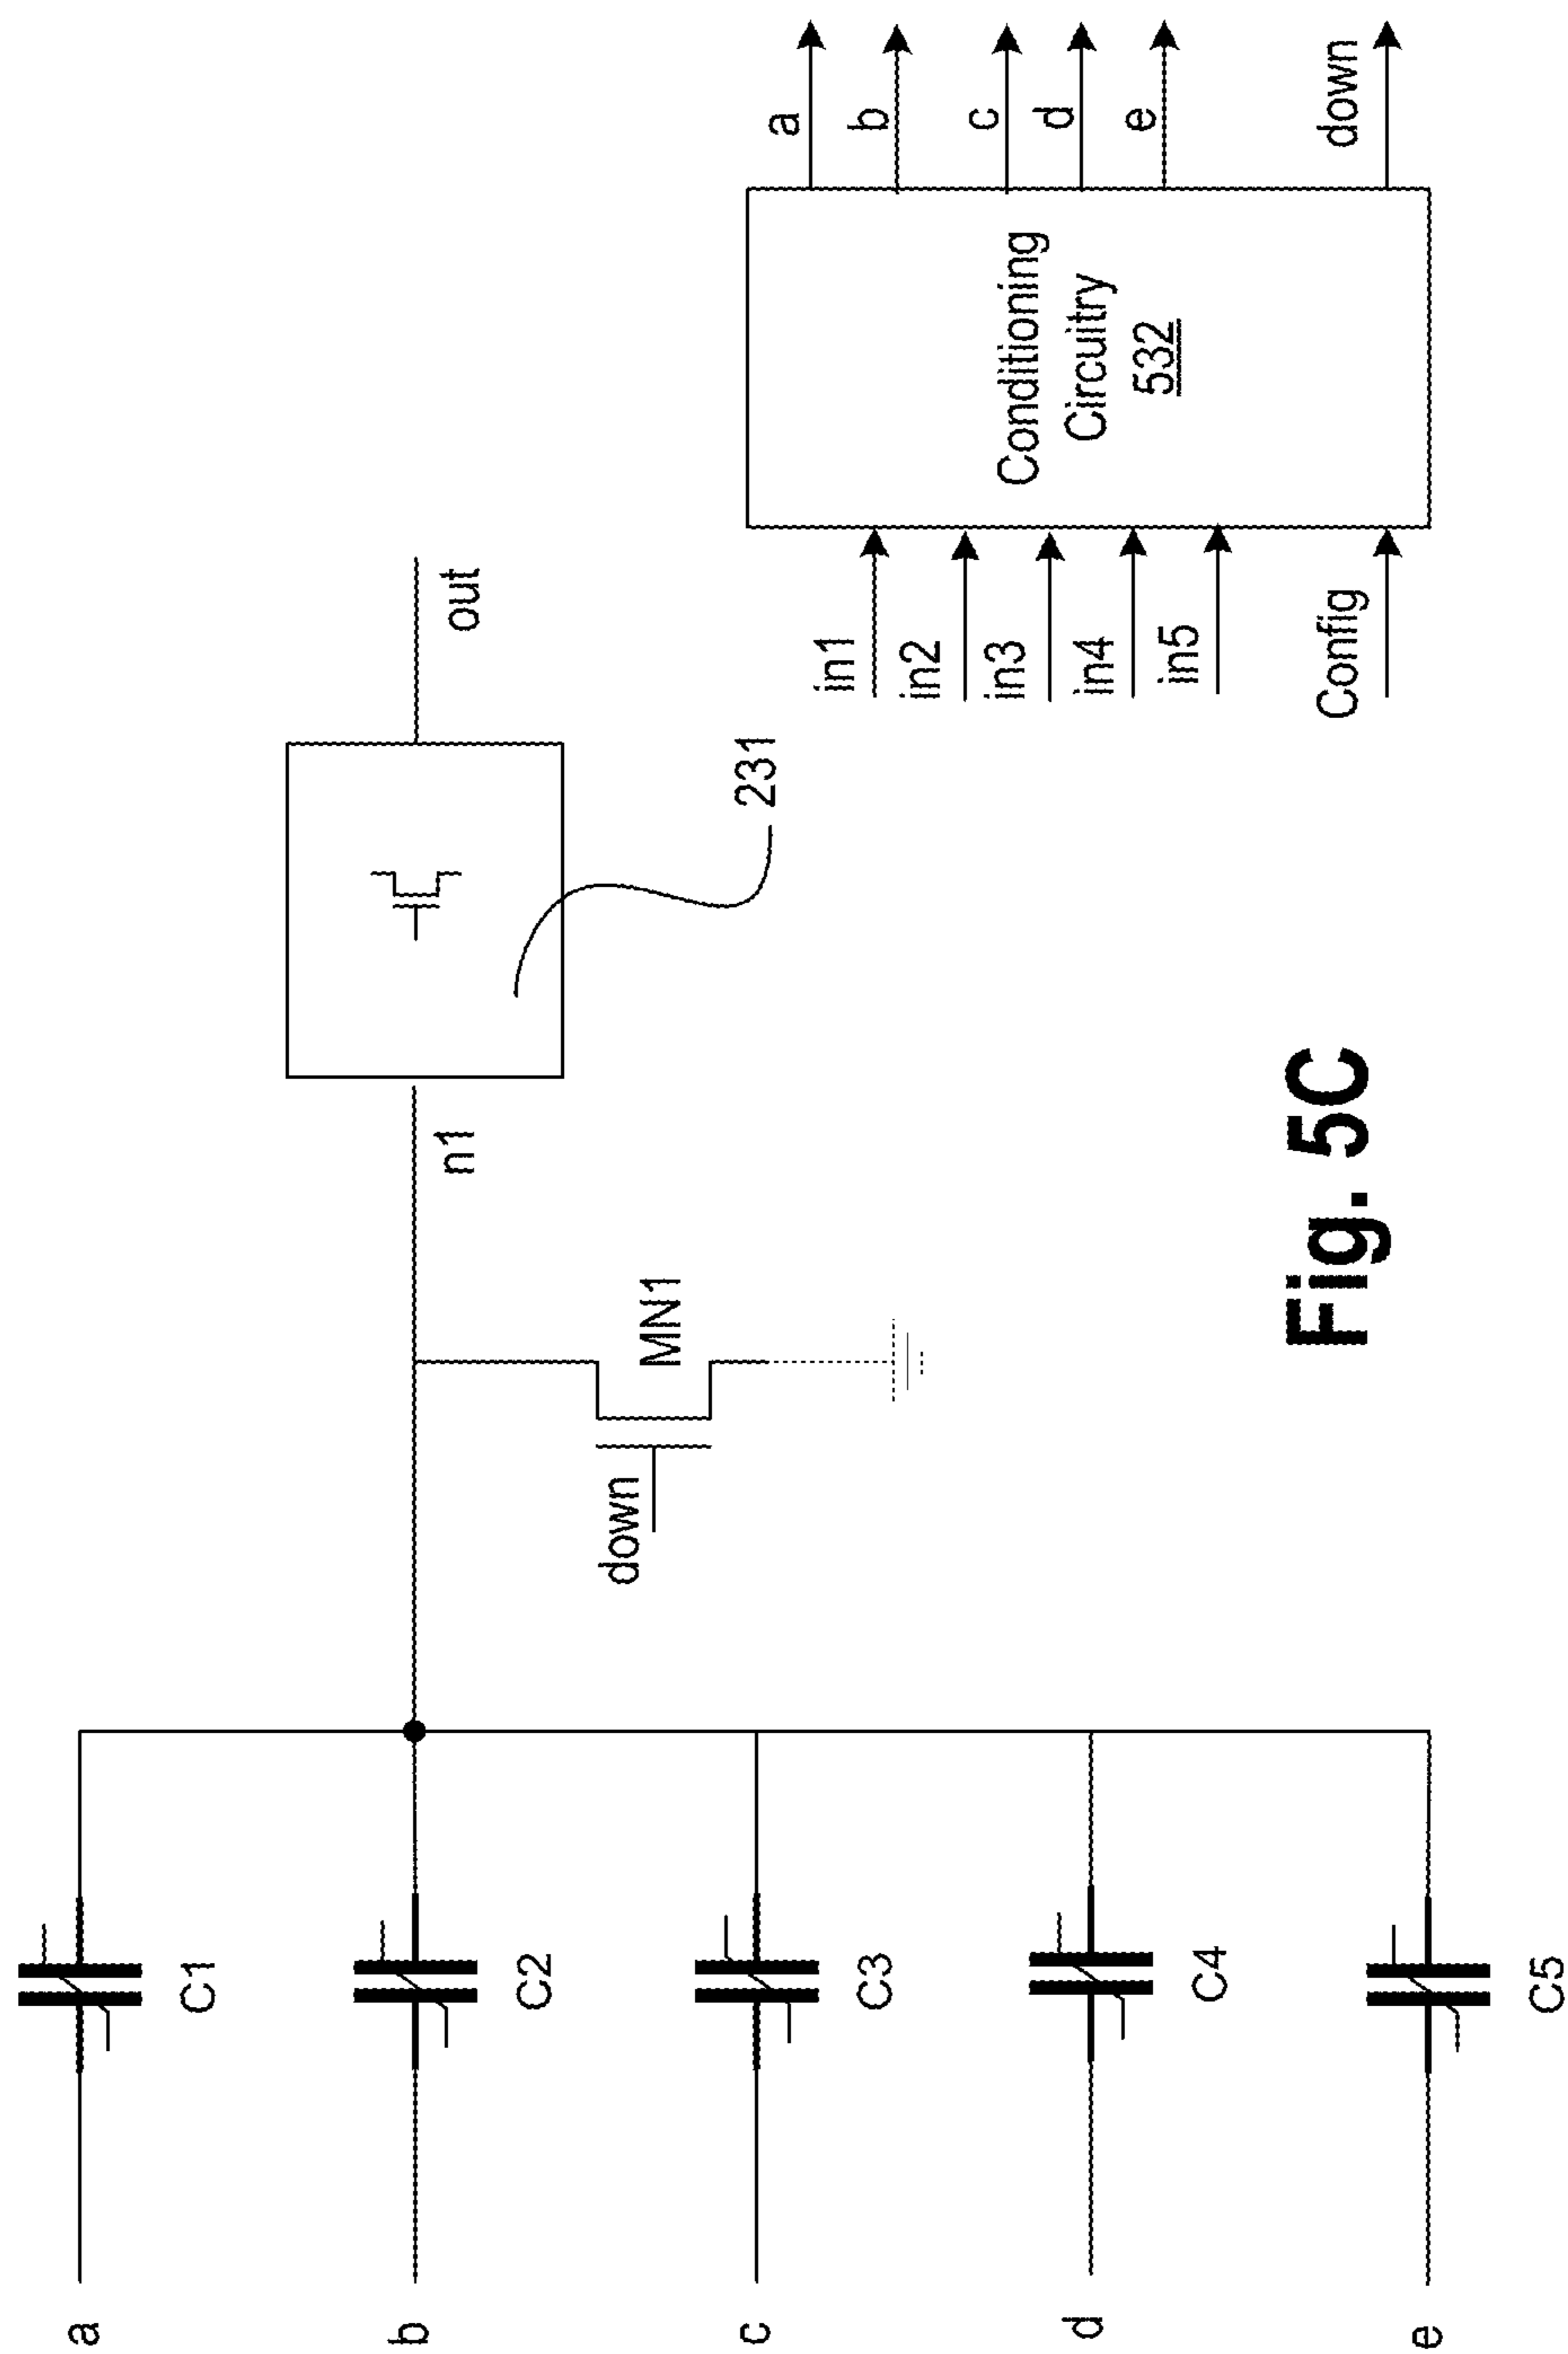 a
C1
b
C2
c
C3
d
C4
e
C5
down
MN1
n1
231
out
in1
in2
in3
in4
in5
Config
Conditioning
Circuitry
532
a
b
c
d
e
down
Fig. 5C